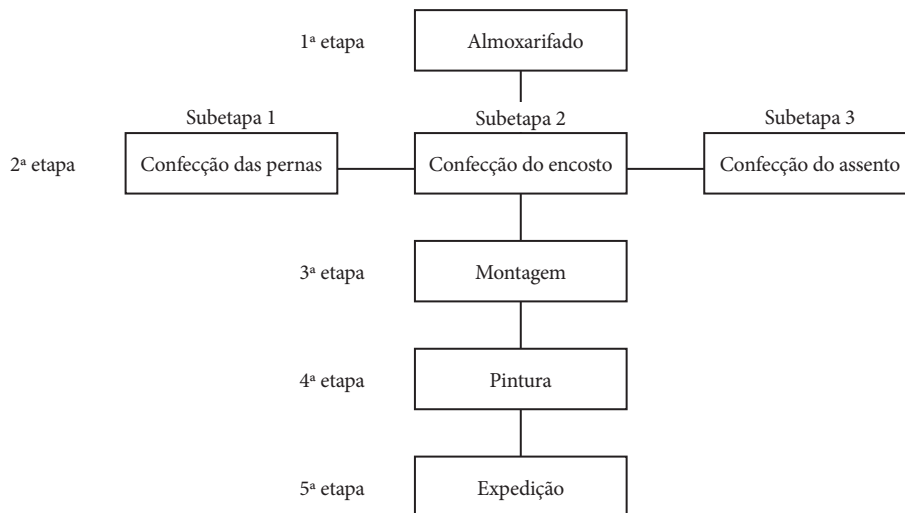 1ª etapa
Almoxarifado
Subetapa 1
Subetapa 2
Subetapa 3
2ª etapa
Confecção das pernas
Confecção do encosto
Confecção do assento
3ª etapa
Montagem
4ª etapa
Pintura
5ª etapa
Expedição